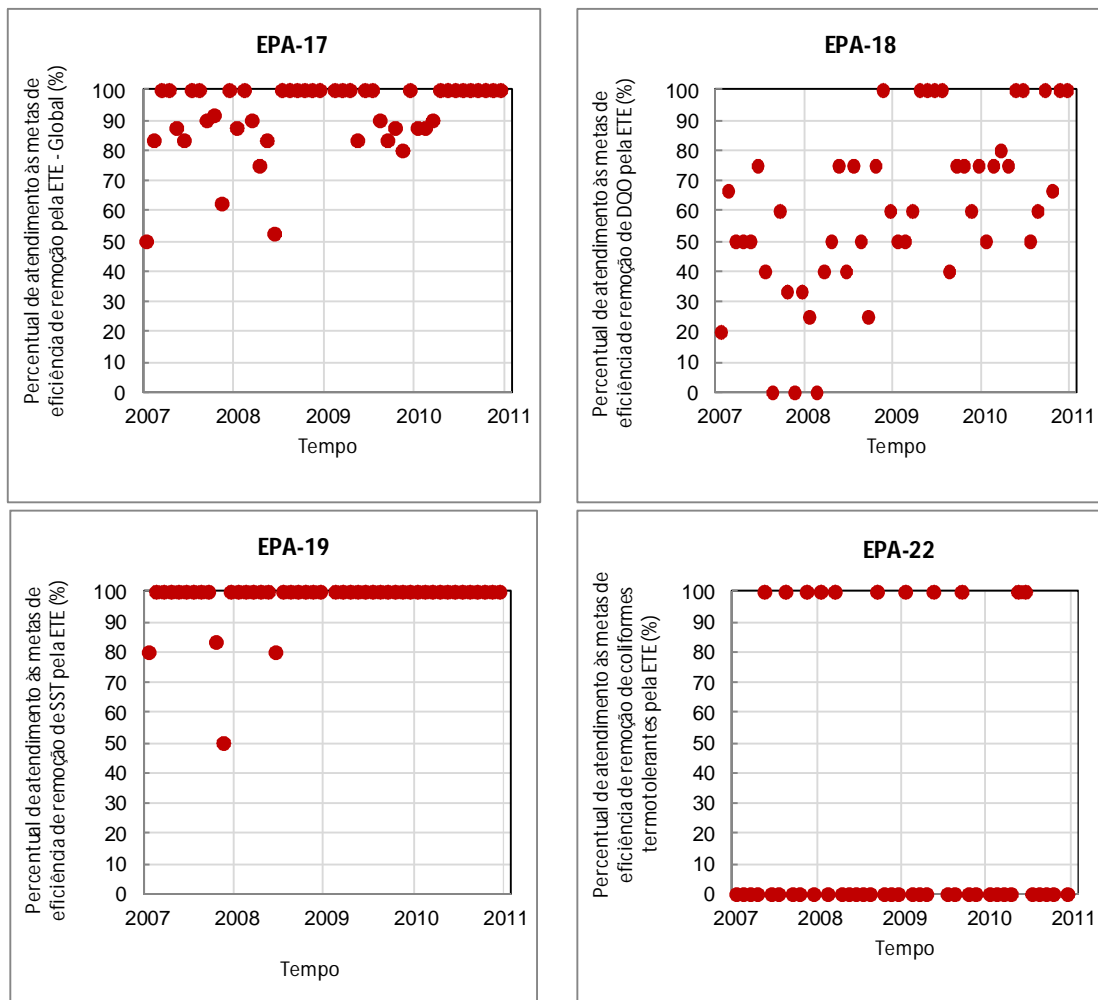 EPA-17
Percentual de atendimento às metas de
eficiência de remoção pela ETE - Global (%)
100
90
80
70
60
50
40
30
20
10
0
2007 2008 2009 2010 2011
Tempo
EPA-18
Percentual de atendimento às metas de
eficiência de remoção de DQO pela ETE (%)
100
90
80
70
60
50
40
30
20
10
0
2007 2008 2009 2010 2011
Tempo
EPA-19
Percentual de atendimento às metas de
eficiência de remoção de SST pela ETE (%)
100
90
80
70
60
50
40
30
20
10
0
2007 2008 2009 2010 2011
Tempo
EPA-22
Percentual de atendimento às metas de
eficiência de remoção de coliformes
termotolerantes pela ETE (%)
100
90
80
70
60
50
40
30
20
10
0
2007 2008 2009 2010 2011
Tempo